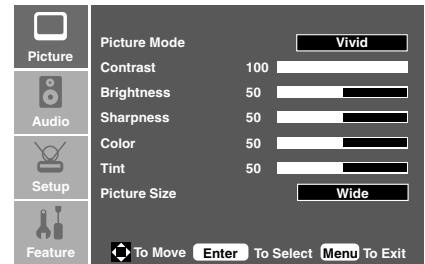 Picture
Audio
Setup
Feature
Picture Mode Vivid
Contrast 100
Brightness 50
Sharpness 50
Color 50
Tint 50
Picture Size Wide
To Move Enter To Select Menu To Exit